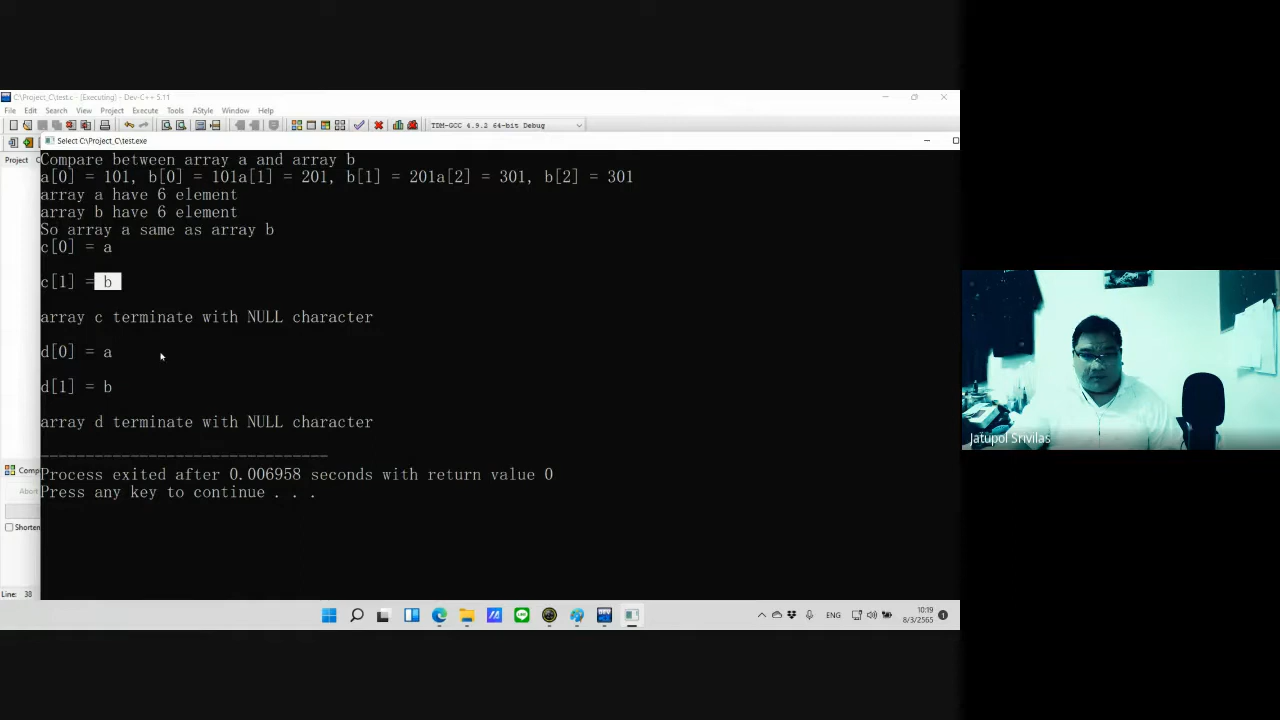 C:\Project_C\test.c - [Executing] - Dev-C++ 5.11
File Edit Search View Project Execute Tools AStyle Window Help
TDM-GCC 4.9.2 64-bit Debug
Select C:\Project_C\test.exe
Project
Compare between array a and array b
a[0] = 101, b[0] = 101a[1] = 201, b[1] = 201a[2] = 301, b[2] = 301
array a have 6 element
array b have 6 element
So array a same as array b
c[0] = a
c[1] = b
array c terminate with NULL character
d[0] = a
d[1] = b
array d terminate with NULL character
--------------------------------
Process exited after 0.006958 seconds with return value 0
Press any key to continue . . .
Comp
Abort
Shorten
Line: 38
ENG
10:19
8/3/2565
1
Jatupol Srivilas